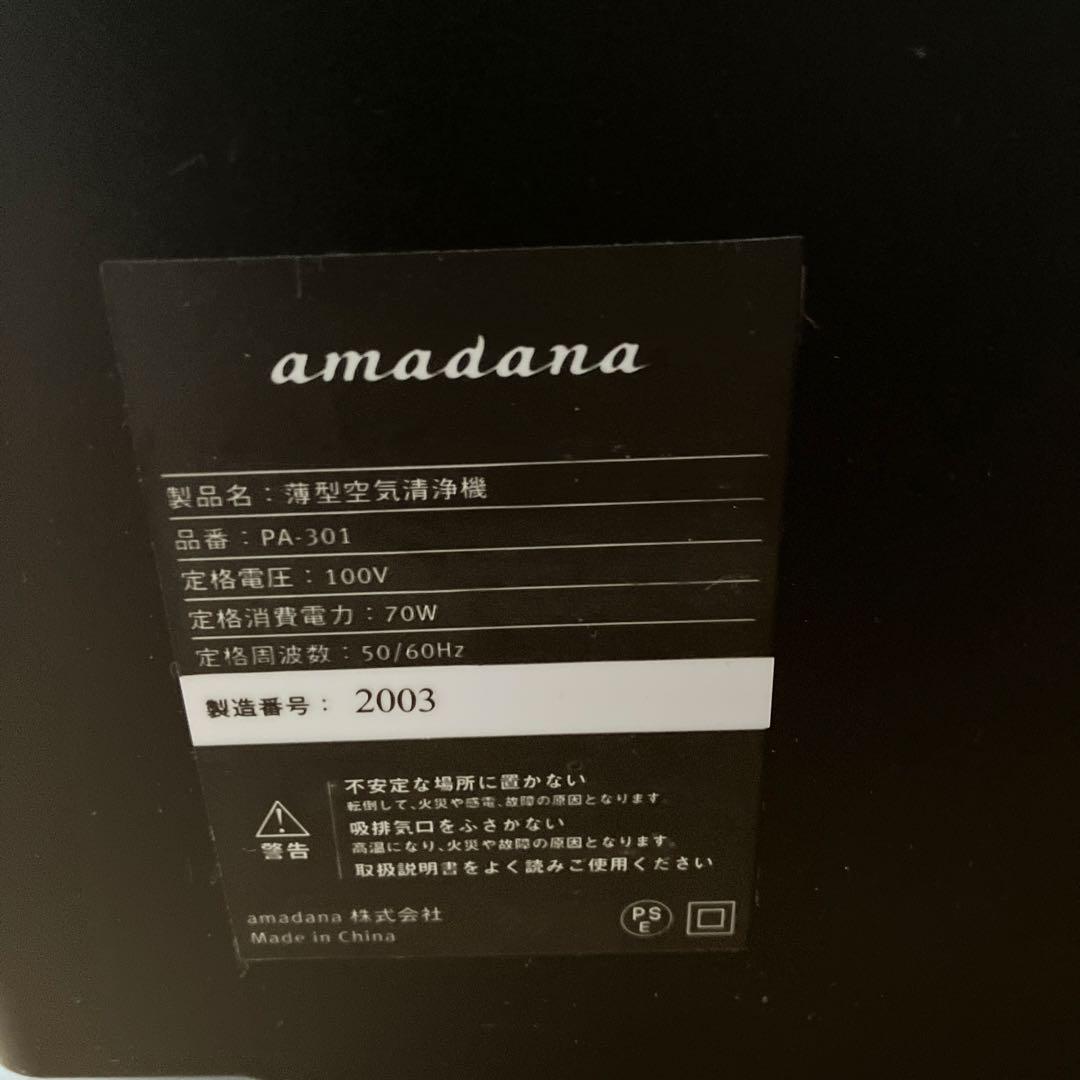 amadana
製品名：薄型空気清浄機
品番：PA-301
定格電圧：100V
定格消費電力：70W
定格周波数：50/60Hz
製造番号： 2003
不安定な場所に置かない
転倒して、火災や感電、故障の原因となります。
吸排気口をふさがない
高温になり、火災や故障の原因となります。
取扱説明書をよく読みご使用ください
警告
amadana 株式会社
Made in China
PS
E